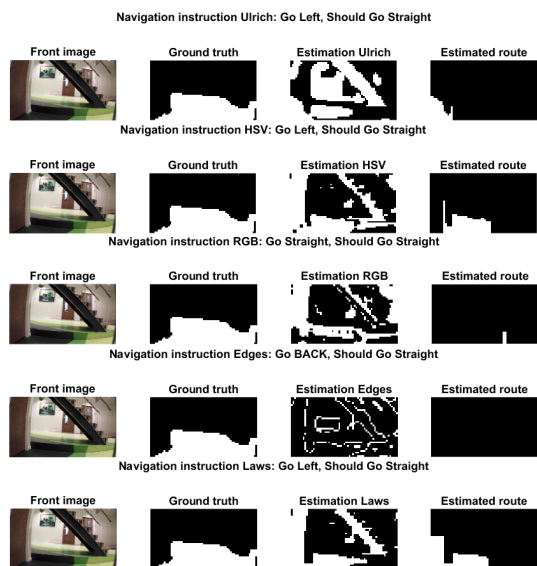 Navigation instruction Ulrich: Go Left, Should Go Straight
Front image Ground truth Estimation Ulrich Estimated route
Navigation instruction HSV: Go Left, Should Go Straight
Front image Ground truth Estimation HSV Estimated route
Navigation instruction RGB: Go Straight, Should Go Straight
Front image Ground truth Estimation RGB Estimated route
Navigation instruction Edges: Go BACK, Should Go Straight
Front image Ground truth Estimation Edges Estimated route
Navigation instruction Laws: Go Left, Should Go Straight
Front image Ground truth Estimation Laws Estimated route